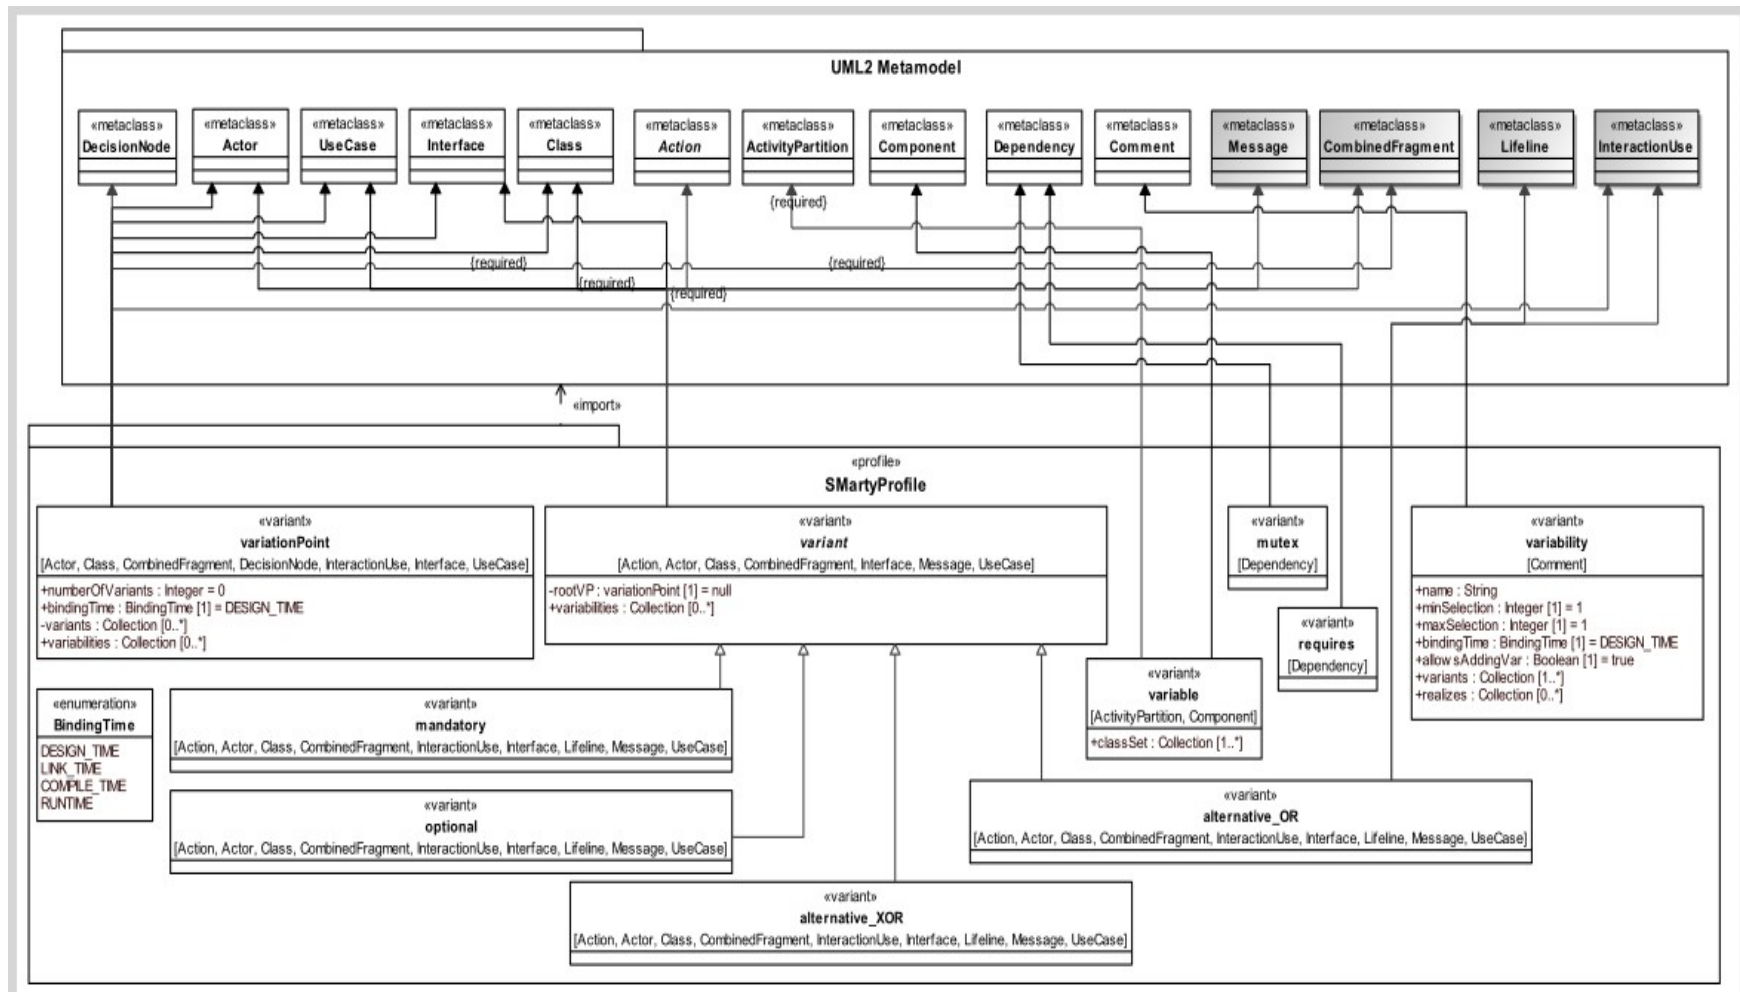 UML2 Metamodel
«metaclass»
DecisionNode
«metaclass»
Actor
«metaclass»
UseCase
«metaclass»
Interface
«metaclass»
Class
«metaclass»
Action
«metaclass»
ActivityPartition
«metaclass»
Component
«metaclass»
Dependency
«metaclass»
Comment
«metaclass»
Message
«metaclass»
CombinedFragment
«metaclass»
Lifeline
«metaclass»
InteractionUse
{required}
{required}
{required}
{required}
{required}
«import»
«profile»
SMartyProfile
«variant»
variationPoint
[Actor, Class, CombinedFragment, DecisionNode, InteractionUse, Interface, UseCase]
+numberOfVariants : Integer = 0
+bindingTime : BindingTime [1] = DESIGN_TIME
-variants : Collection [0..*]
+variabilities : Collection [0..*]
«variant»
variant
[Action, Actor, Class, CombinedFragment, Interface, Message, UseCase]
-rootVP : variationPoint [1] = null
+variabilities : Collection [0..*]
«variant»
mutex
[Dependency]
«variant»
variability
[Comment]
+name : String
+minSelection : Integer [1] = 1
+maxSelection : Integer [1] = 1
+bindingTime : BindingTime [1] = DESIGN_TIME
+allowsAddingVar : Boolean [1] = true
+variants : Collection [1..*]
+realizes : Collection [0..*]
«variant»
requires
[Dependency]
«variant»
variable
[ActivityPartition, Component]
+classSet : Collection [1..*]
«enumeration»
BindingTime
DESIGN_TIME
LINK_TIME
COMPILE_TIME
RUNTIME
«variant»
mandatory
[Action, Actor, Class, CombinedFragment, InteractionUse, Interface, Lifeline, Message, UseCase]
«variant»
optional
[Action, Actor, Class, CombinedFragment, InteractionUse, Interface, Lifeline, Message, UseCase]
«variant»
alternative_OR
[Action, Actor, Class, CombinedFragment, InteractionUse, Interface, Lifeline, Message, UseCase]
«variant»
alternative_XOR
[Action, Actor, Class, CombinedFragment, InteractionUse, Interface, Lifeline, Message, UseCase]